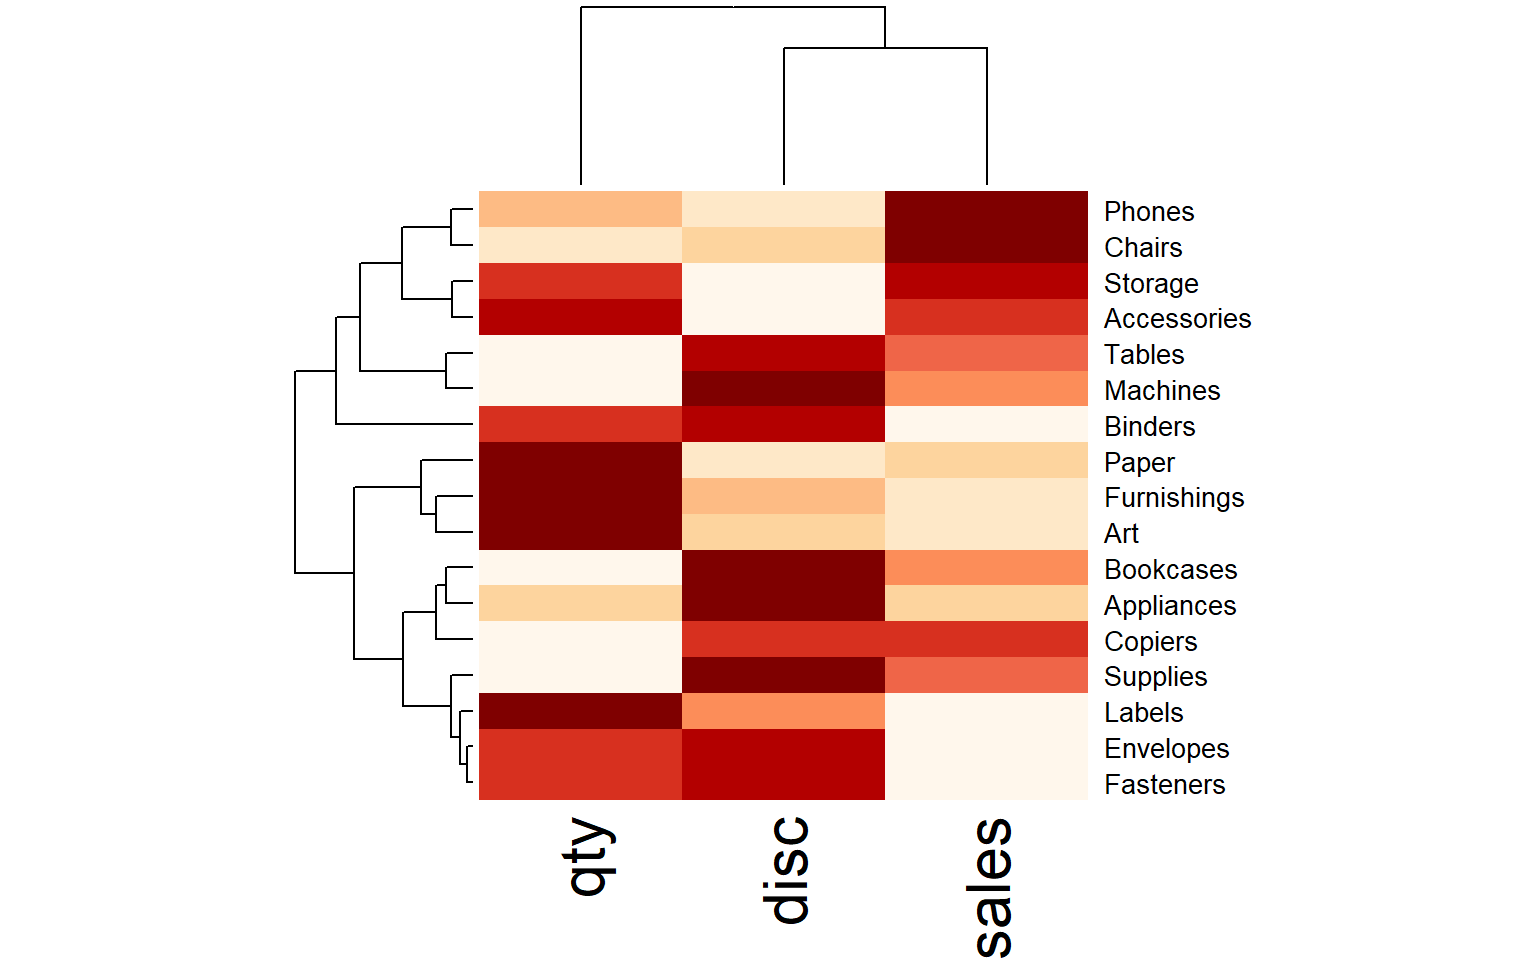 Phones
Chairs
Storage
Accessories
Tables
Machines
Binders
Paper
Furnishings
Art
Bookcases
Appliances
Copiers
Supplies
Labels
Envelopes
Fasteners
qty
disc
sales